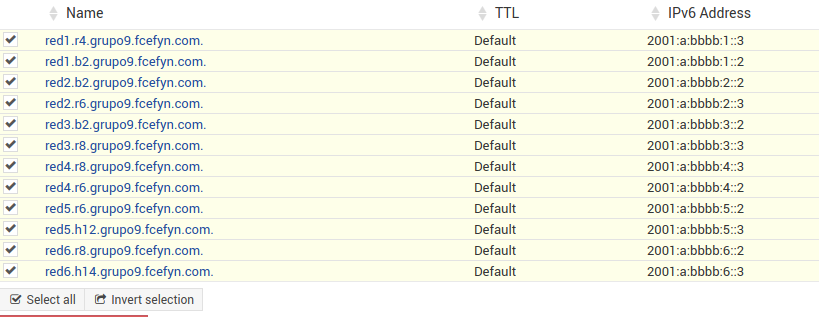 Name TTL IPv6 Address
red1.r4.grupo9.fcefyn.com. Default 2001:a:bbbb:1::3
red1.b2.grupo9.fcefyn.com. Default 2001:a:bbbb:1::2
red2.b2.grupo9.fcefyn.com. Default 2001:a:bbbb:2::2
red2.r6.grupo9.fcefyn.com. Default 2001:a:bbbb:2::3
red3.b2.grupo9.fcefyn.com. Default 2001:a:bbbb:3::2
red3.r8.grupo9.fcefyn.com. Default 2001:a:bbbb:3::3
red4.r8.grupo9.fcefyn.com. Default 2001:a:bbbb:4::3
red4.r6.grupo9.fcefyn.com. Default 2001:a:bbbb:4::2
red5.r6.grupo9.fcefyn.com. Default 2001:a:bbbb:5::2
red5.h12.grupo9.fcefyn.com. Default 2001:a:bbbb:5::3
red6.r8.grupo9.fcefyn.com. Default 2001:a:bbbb:6::2
red6.h14.grupo9.fcefyn.com. Default 2001:a:bbbb:6::3
Select all Invert selection